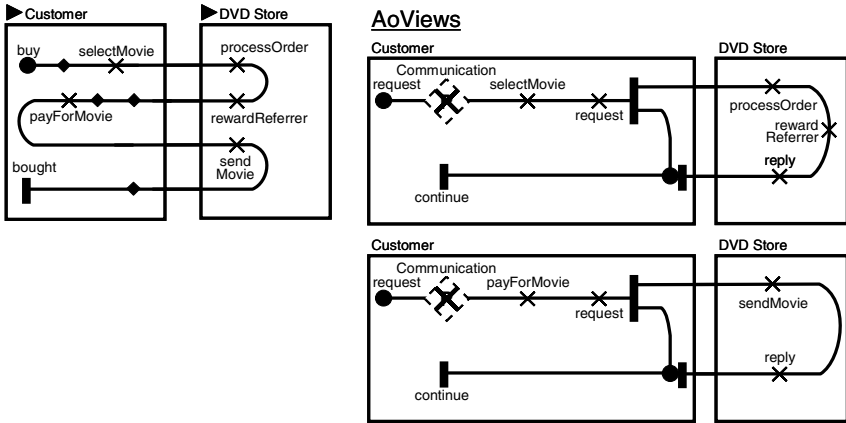 Customer
DVD Store
buy
selectMovie
processOrder
payForMovie
rewardReferrer
send
Movie
bought
AoViews
Customer
DVD Store
Communication
request
selectMovie
request
processOrder
reward
Referrer
reply
continue
Customer
DVD Store
Communication
request
payForMovie
request
sendMovie
reply
continue